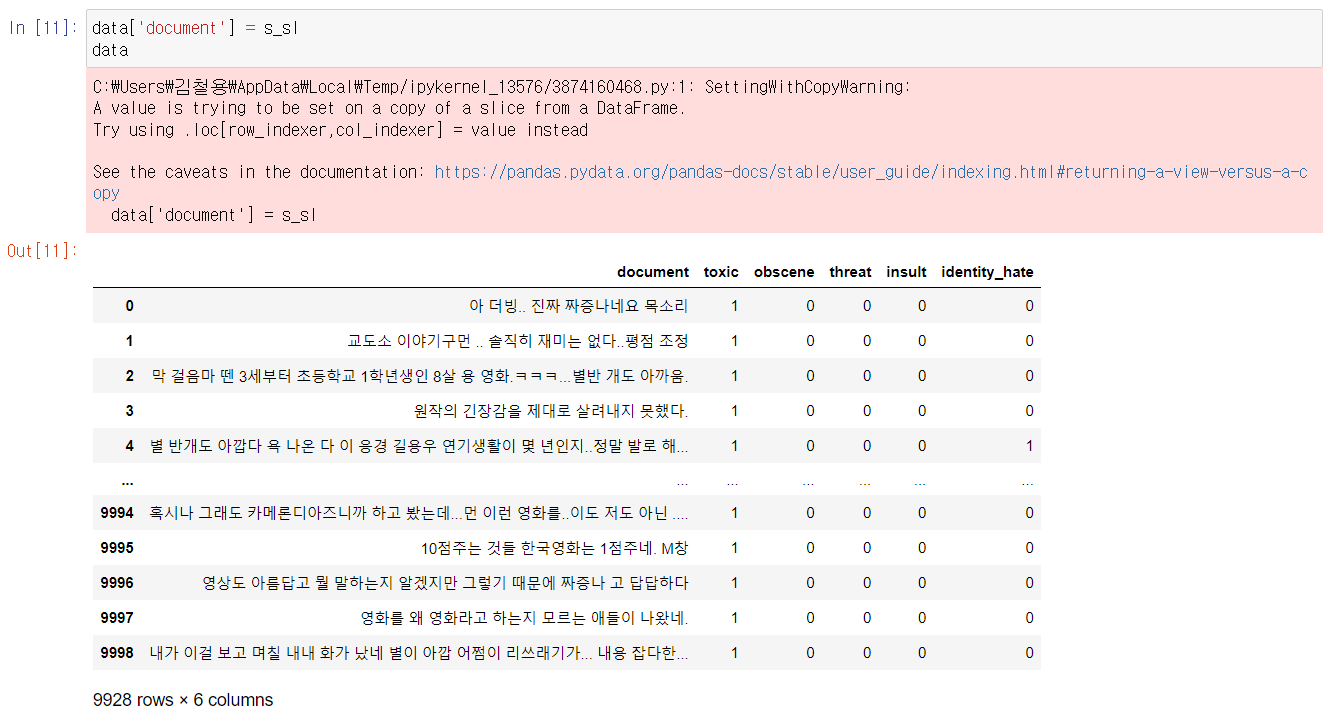 In [11]: data['document'] = s_sl
data
C:\Users\김철용\AppData\Local\Temp/ipykernel_13576/3874160468.py:1: SettingWithCopyWarning:
A value is trying to be set on a copy of a slice from a DataFrame.
Try using .loc[row_indexer,col_indexer] = value instead
See the caveats in the documentation: https://pandas.pydata.org/pandas-docs/stable/user_guide/indexing.html#returning-a-view-versus-a-c
opy
data['document'] = s_sl
Out[11]:
document toxic obscene threat insult identity_hate
0 아 더빙.. 진짜 짜증나네요 목소리 1 0 0 0 0
1 교도소 이야기구먼 .. 솔직히 재미는 없다..평점 조정 1 0 0 0 0
2 막 걸음마 뗀 3세부터 초등학교 1학년생인 8살 용 영화.ㅋㅋㅋ...별반 개도 아까움. 1 0 0 0 0
3 원작의 긴장감을 제대로 살려내지 못했다. 1 0 0 0 0
4 별 반개도 아깝다 욕 나온 다 이 응경 길용우 연기생활이 몇 년인지..정말 발로 해... 1 0 0 0 1
... ... ... ... ... ... ...
9994 혹시나 그래도 카메론디아즈니까 하고 봤는데...먼 이런 영화를..이도 저도 아닌 .... 1 0 0 0 0
9995 10점주는 것들 한국영화는 1점주네. M창 1 0 0 0 0
9996 영상도 아름답고 뭘 말하는지 알겠지만 그렇기 때문에 짜증나 고 답답하다 1 0 0 0 0
9997 영화를 왜 영화라고 하는지 모르는 애들이 나왔네. 1 0 0 0 0
9998 내가 이걸 보고 며칠 내내 화가 났네 별이 아깝 어쩜이 리쓰래기가... 내용 잡다한... 1 0 0 0 0
9928 rows × 6 columns